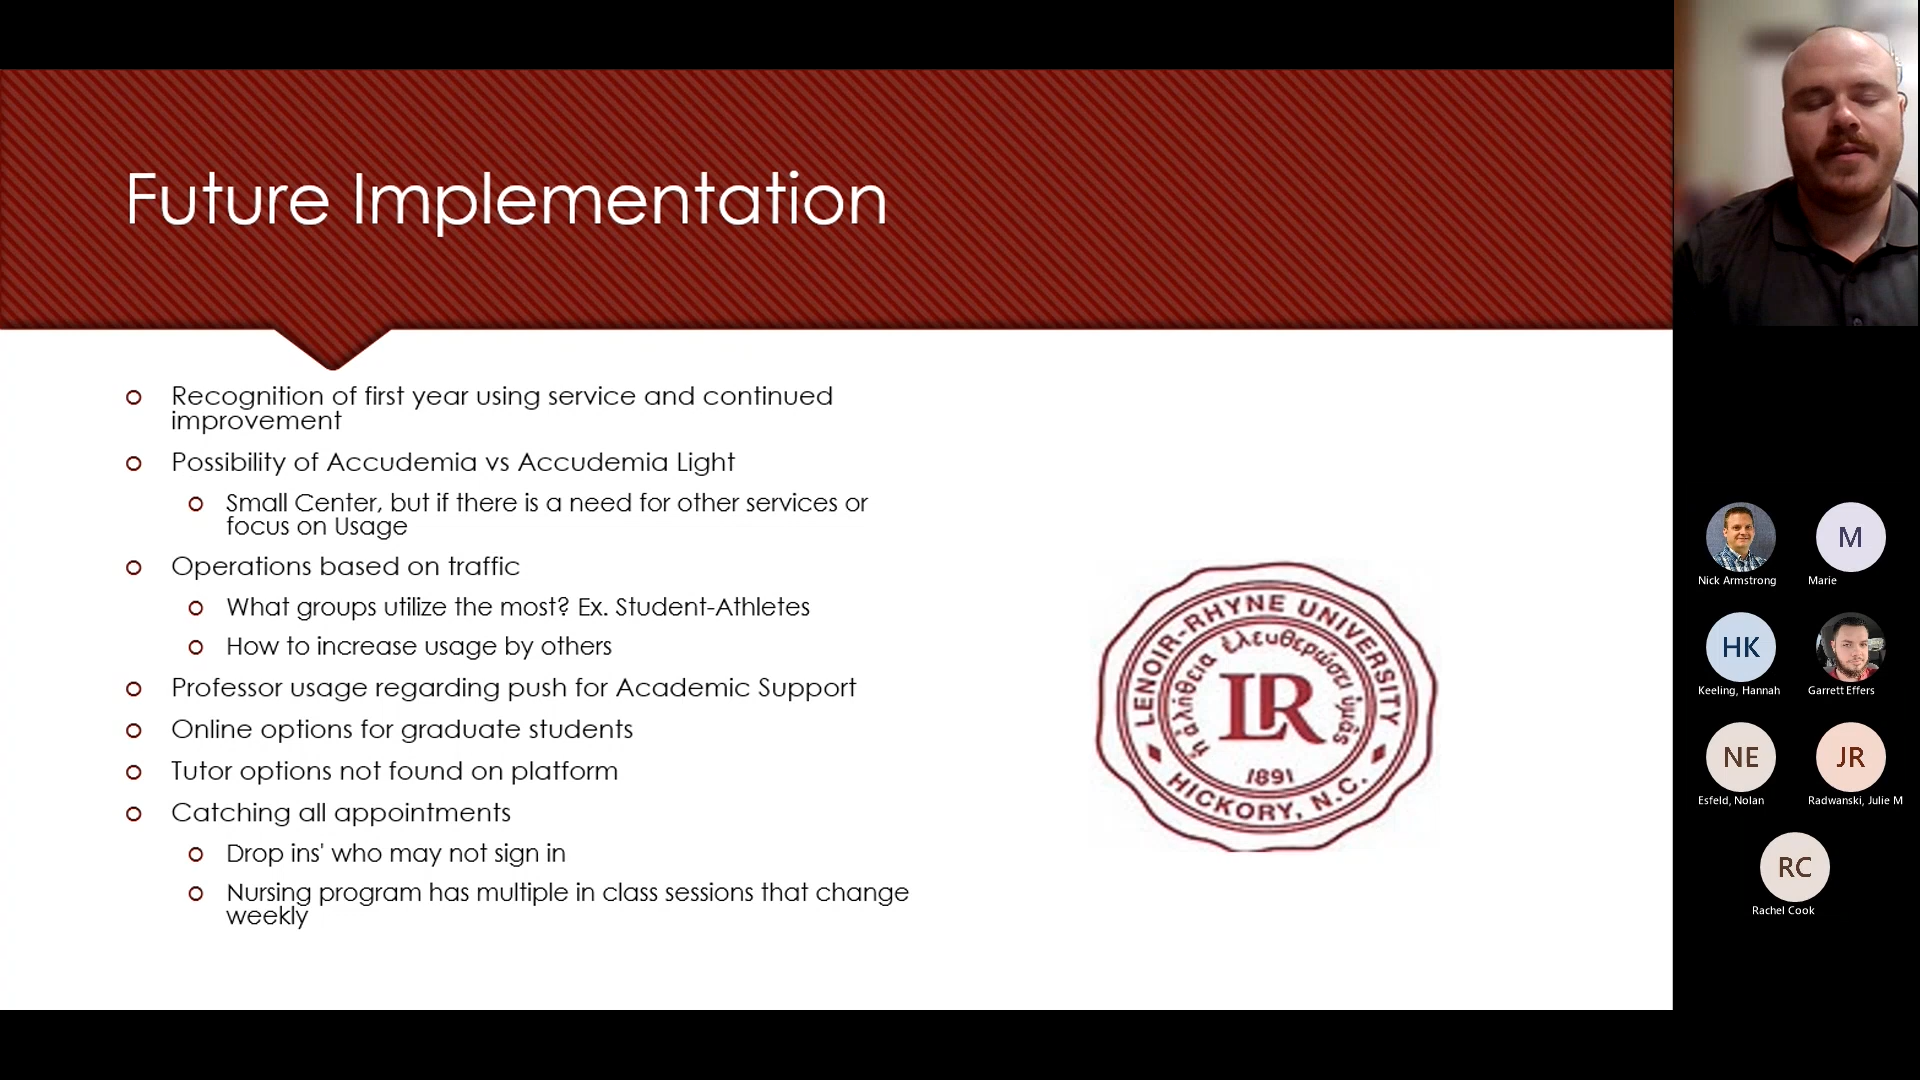 Future Implementation
Recognition of first year using service and continued
improvement
Possibility of Accudemia vs Accudemia Light
Small Center, but if there is a need for other services or
focus on Usage
Operations based on traffic
What groups utilize the most? Ex. Student-Athletes
How to increase usage by others
Professor usage regarding push for Academic Support
Online options for graduate students
Tutor options not found on platform
Catching all appointments
Drop ins' who may not sign in
Nursing program has multiple in class sessions that change
weekly
LENOIR-RHYNE UNIVERSITY
ἡ ἀλήθεια ἐλευθερώσει ὑμᾶς
LR
1891
HICKORY, N.C.
Nick Armstrong
M
Marie
HK
Keeling, Hannah
Garrett Effers
NE
Esfeld, Nolan
JR
Radwanski, Julie M
RC
Rachel Cook